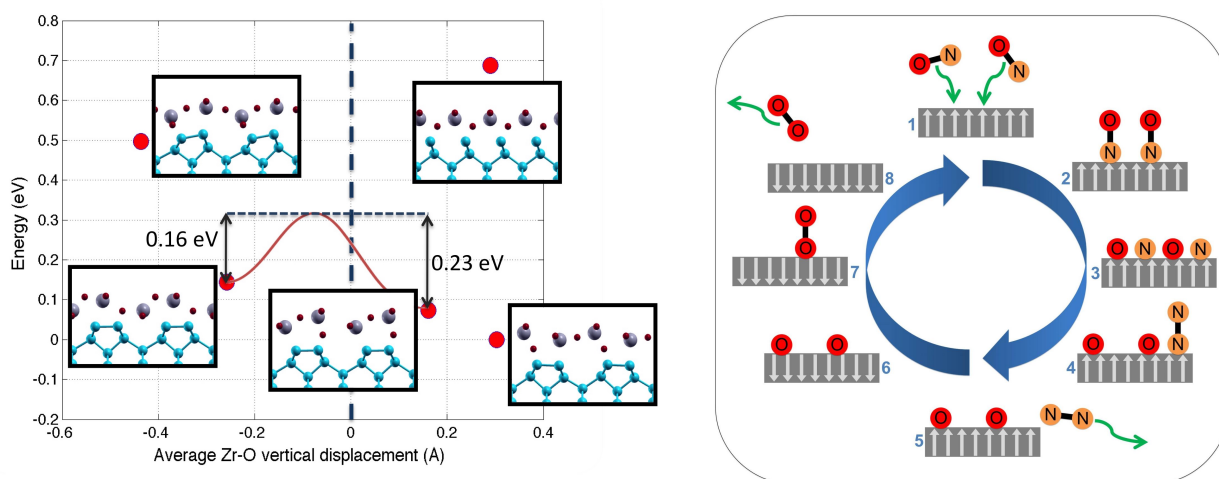 0.8
0.7
0.6
0.5
0.4
0.3
0.2
0.1
0
-0.1
-0.2
Energy (eV)
0.16 eV
0.23 eV
-0.6
-0.4
-0.2
0
0.2
0.4
Average Zr-O vertical displacement (Å)
O N
O
N
1
O O
N N
2
O N O N
3
N
N
O O
4
O O N N
5
O O
6
O
O
7
O
O
8